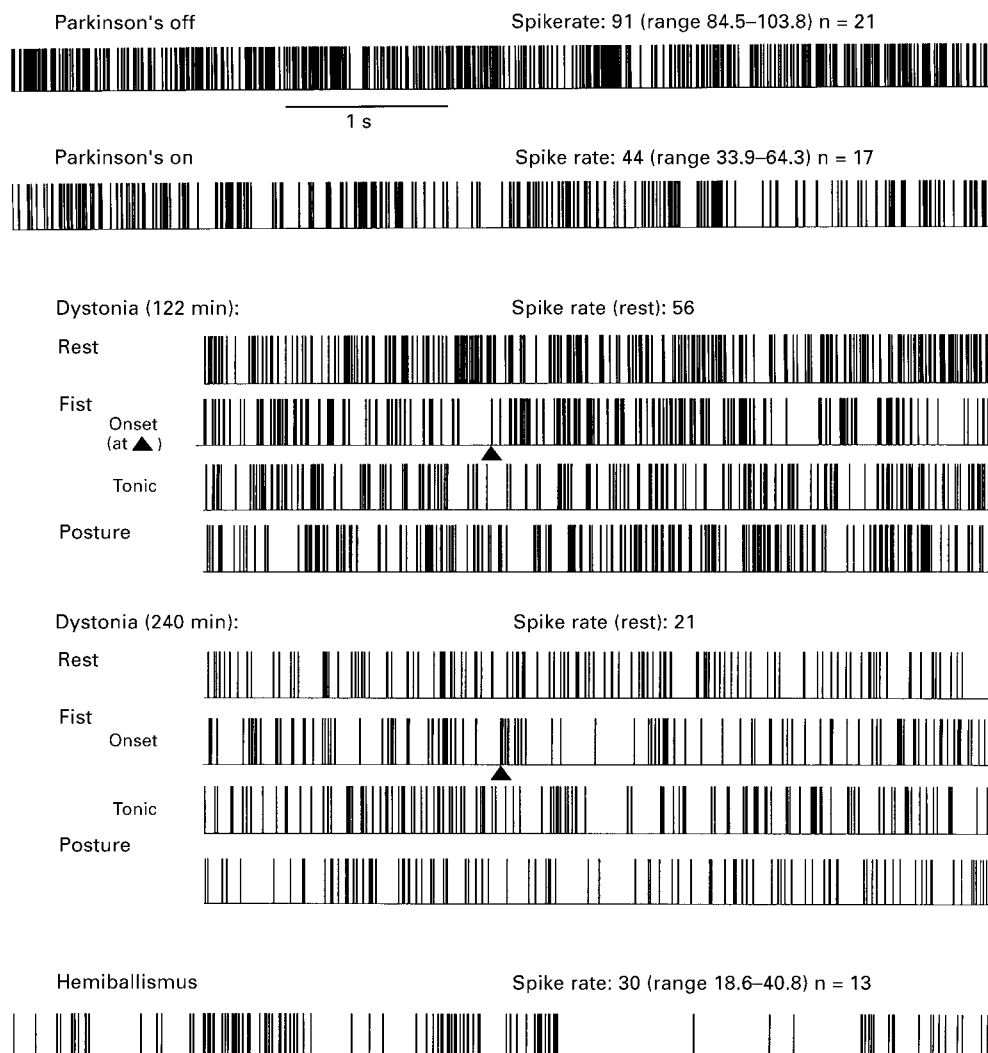 Parkinson's off Spikerate: 91 (range 84.5–103.8) n = 21
1 s
Parkinson's on Spike rate: 44 (range 33.9–64.3) n = 17
Dystonia (122 min): Spike rate (rest): 56
Rest
Fist
Onset
(at ▲ )
Tonic
Posture
Dystonia (240 min): Spike rate (rest): 21
Rest
Fist
Onset
Tonic
Posture
Hemiballismus Spike rate: 30 (range 18.6–40.8) n = 13